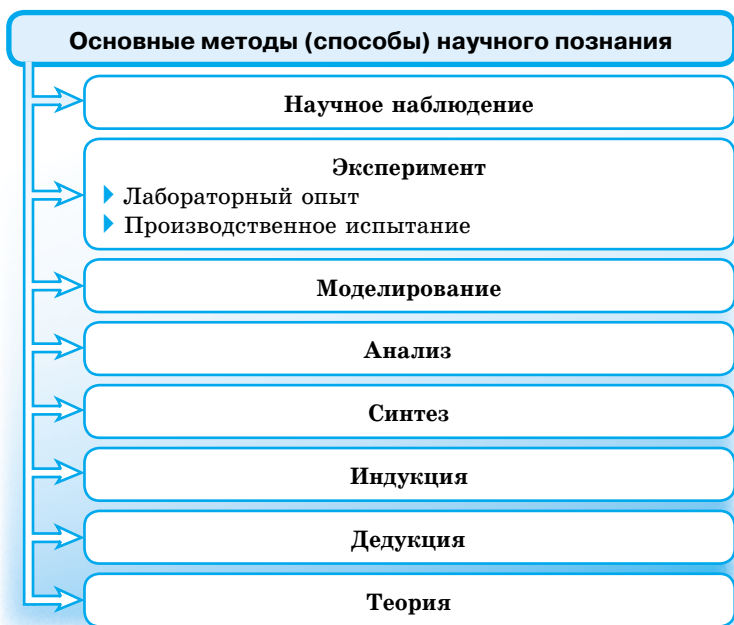 Основные методы (способы) научного познания
Научное наблюдение
Эксперимент
Лабораторный опыт
Производственное испытание
Моделирование
Анализ
Синтез
Индукция
Дедукция
Теория